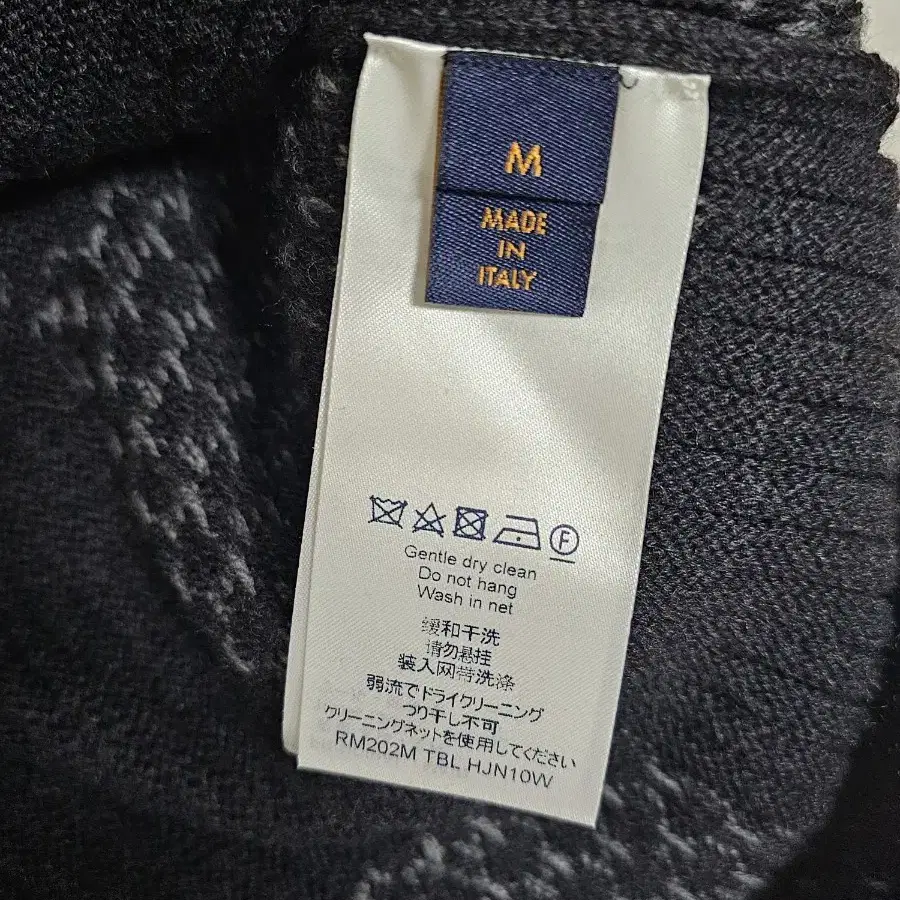 M
MADE
IN
ITALY
F
Gentle dry clean
Do not hang
Wash in net
缓和干洗
请勿悬挂
装入网带洗涤
弱流でドライクリーニング
つり干し不可
クリーニングネットを使用してください
RM202M TBL HJN10W